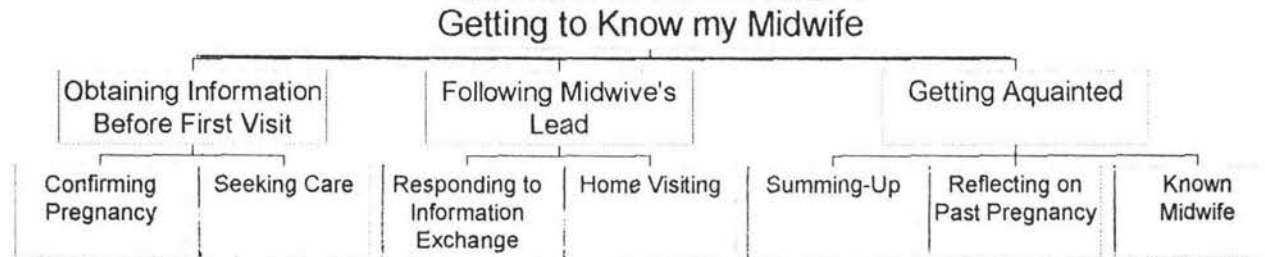 Getting to Know my Midwife
Obtaining Information
Before First Visit
Following Midwive's
Lead
Getting Aquainted
Confirming
Pregnancy
Seeking Care
Responding to
Information
Exchange
Home Visiting
Summing-Up
Reflecting on
Past Pregnancy
Known
Midwife